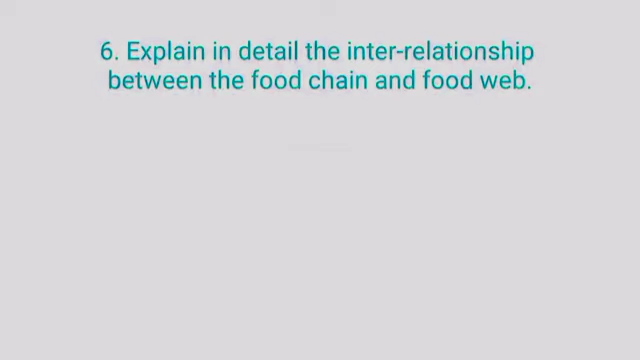 6. Explain in detail the inter-relationship
between the food chain and food web.